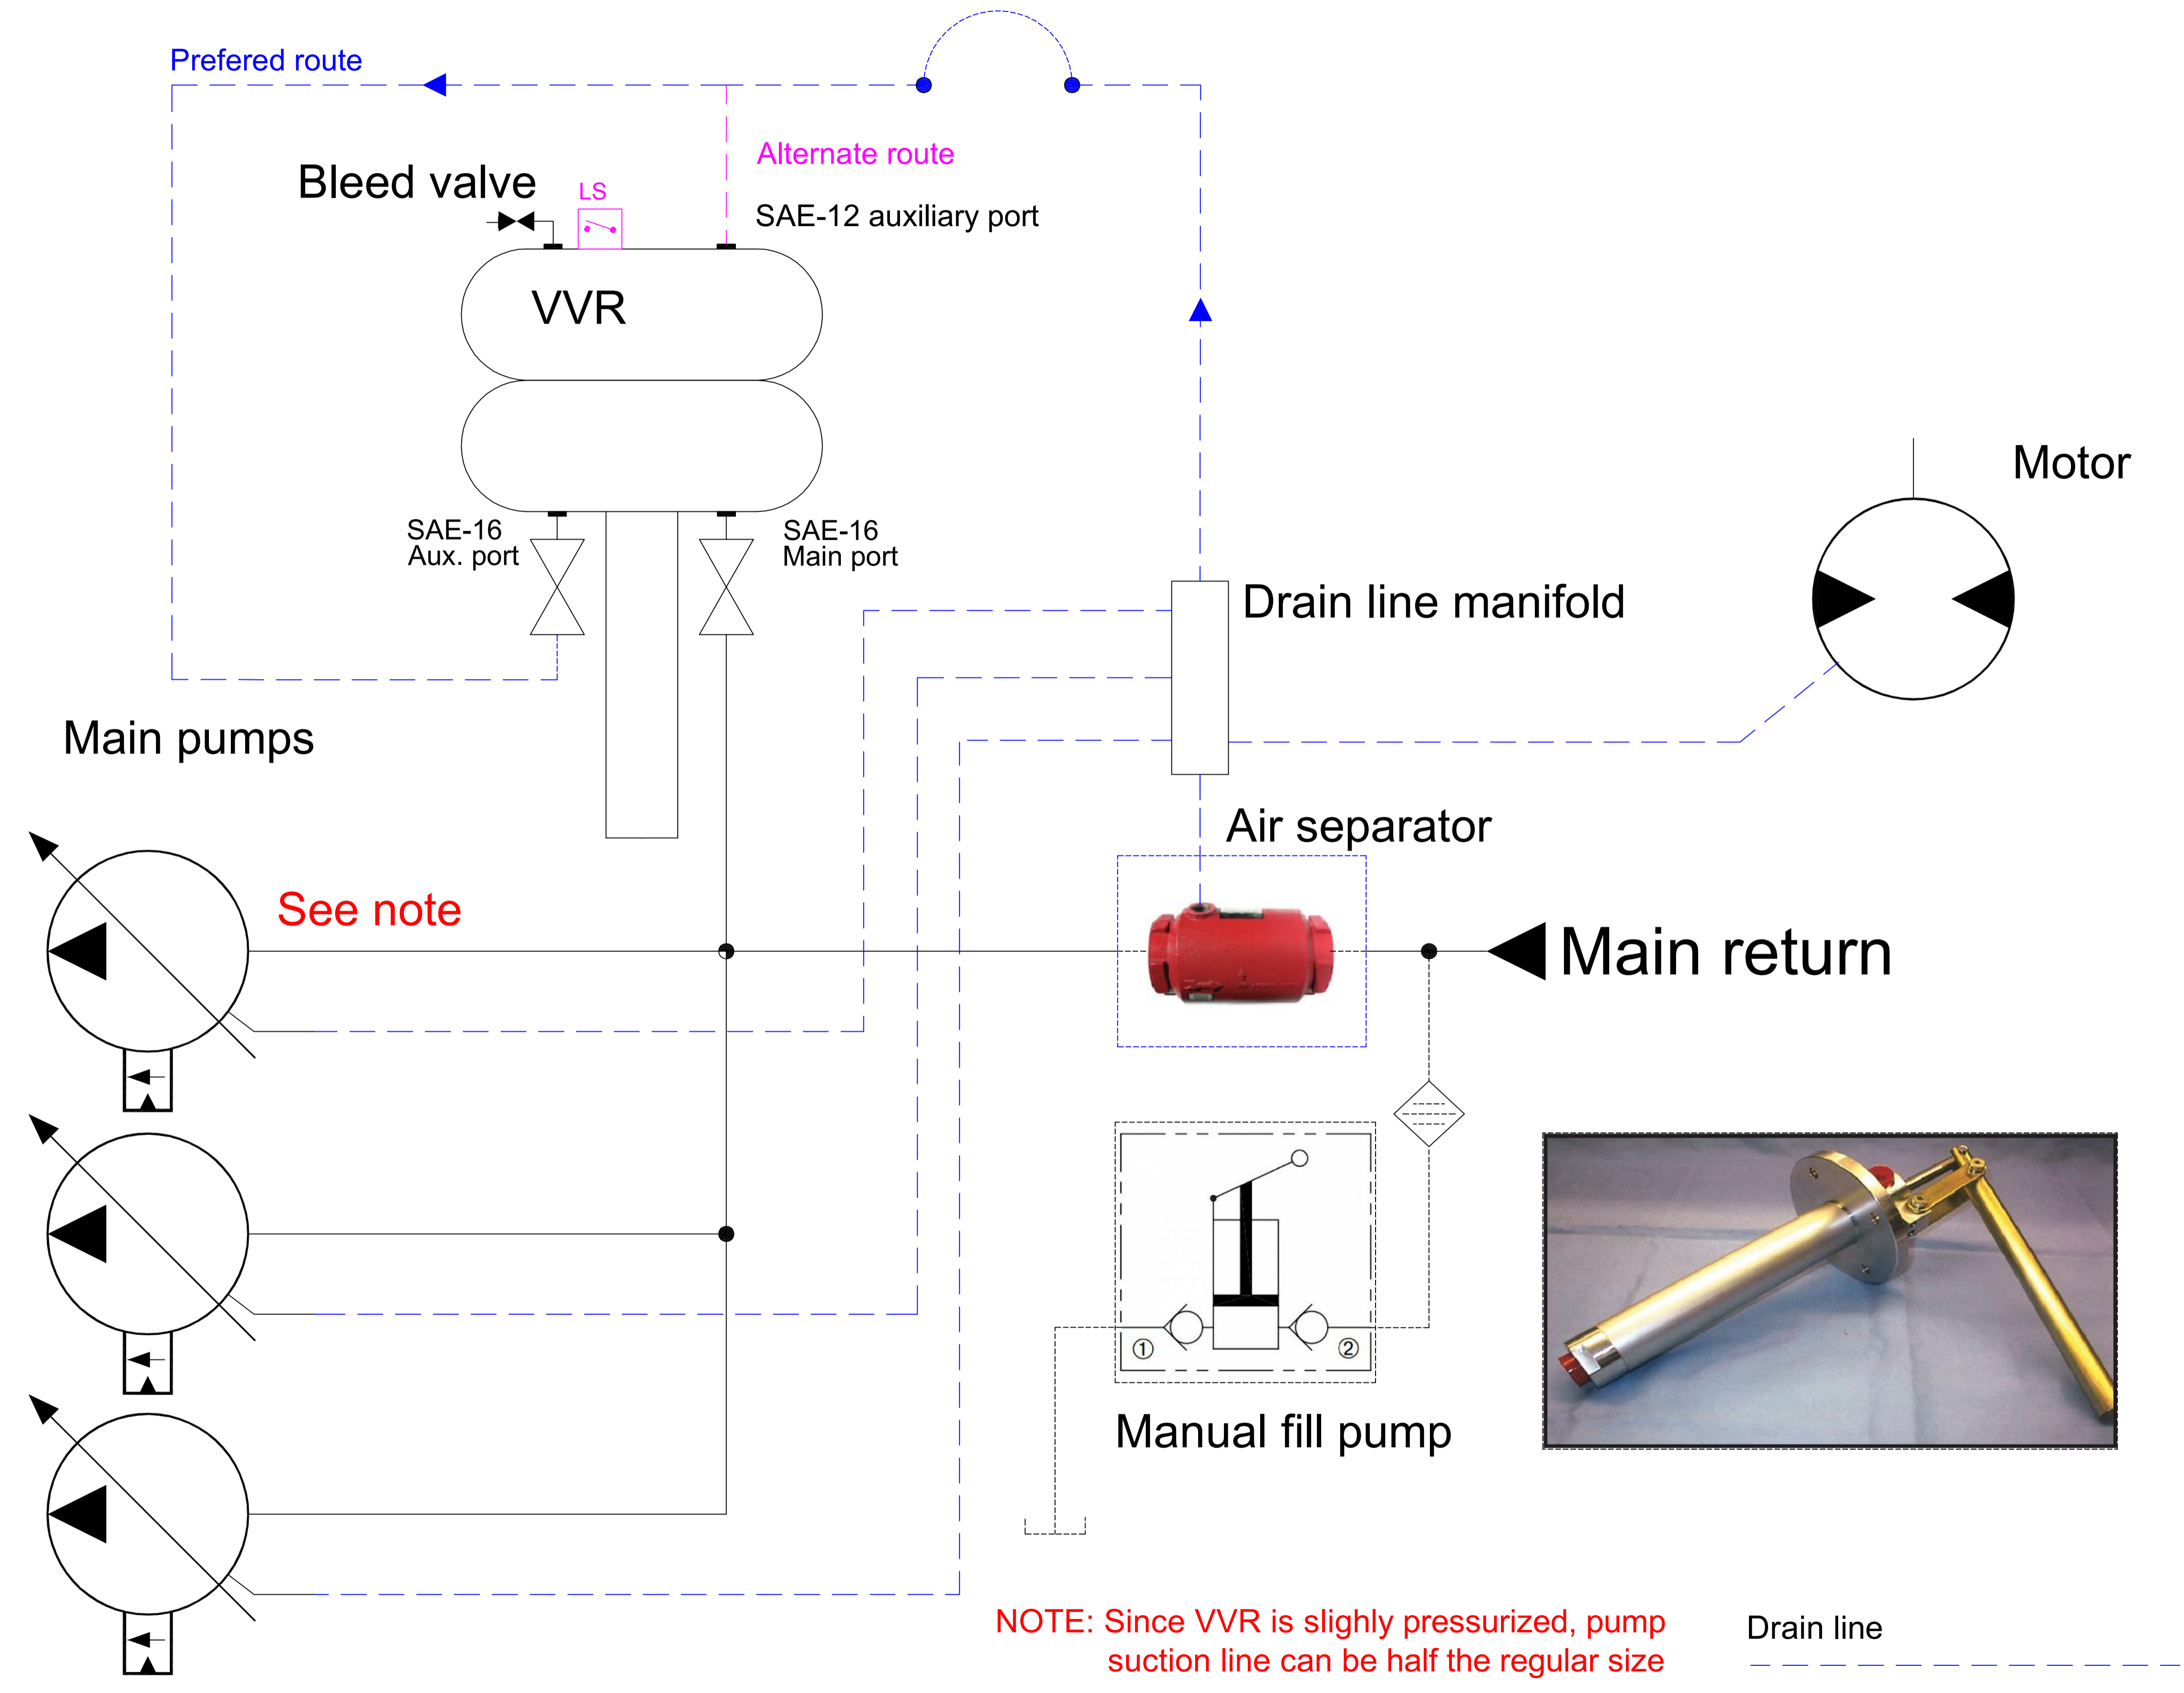 Prefered route
Alternate route
Bleed valve
LS
SAE-12 auxiliary port
VVR
Motor
SAE-16
Aux. port
SAE-16
Main port
Drain line manifold
Main pumps
Air separator
See note
Main return
①
②
Manual fill pump
NOTE: Since VVR is slighly pressurized, pump
suction line can be half the regular size
Drain line